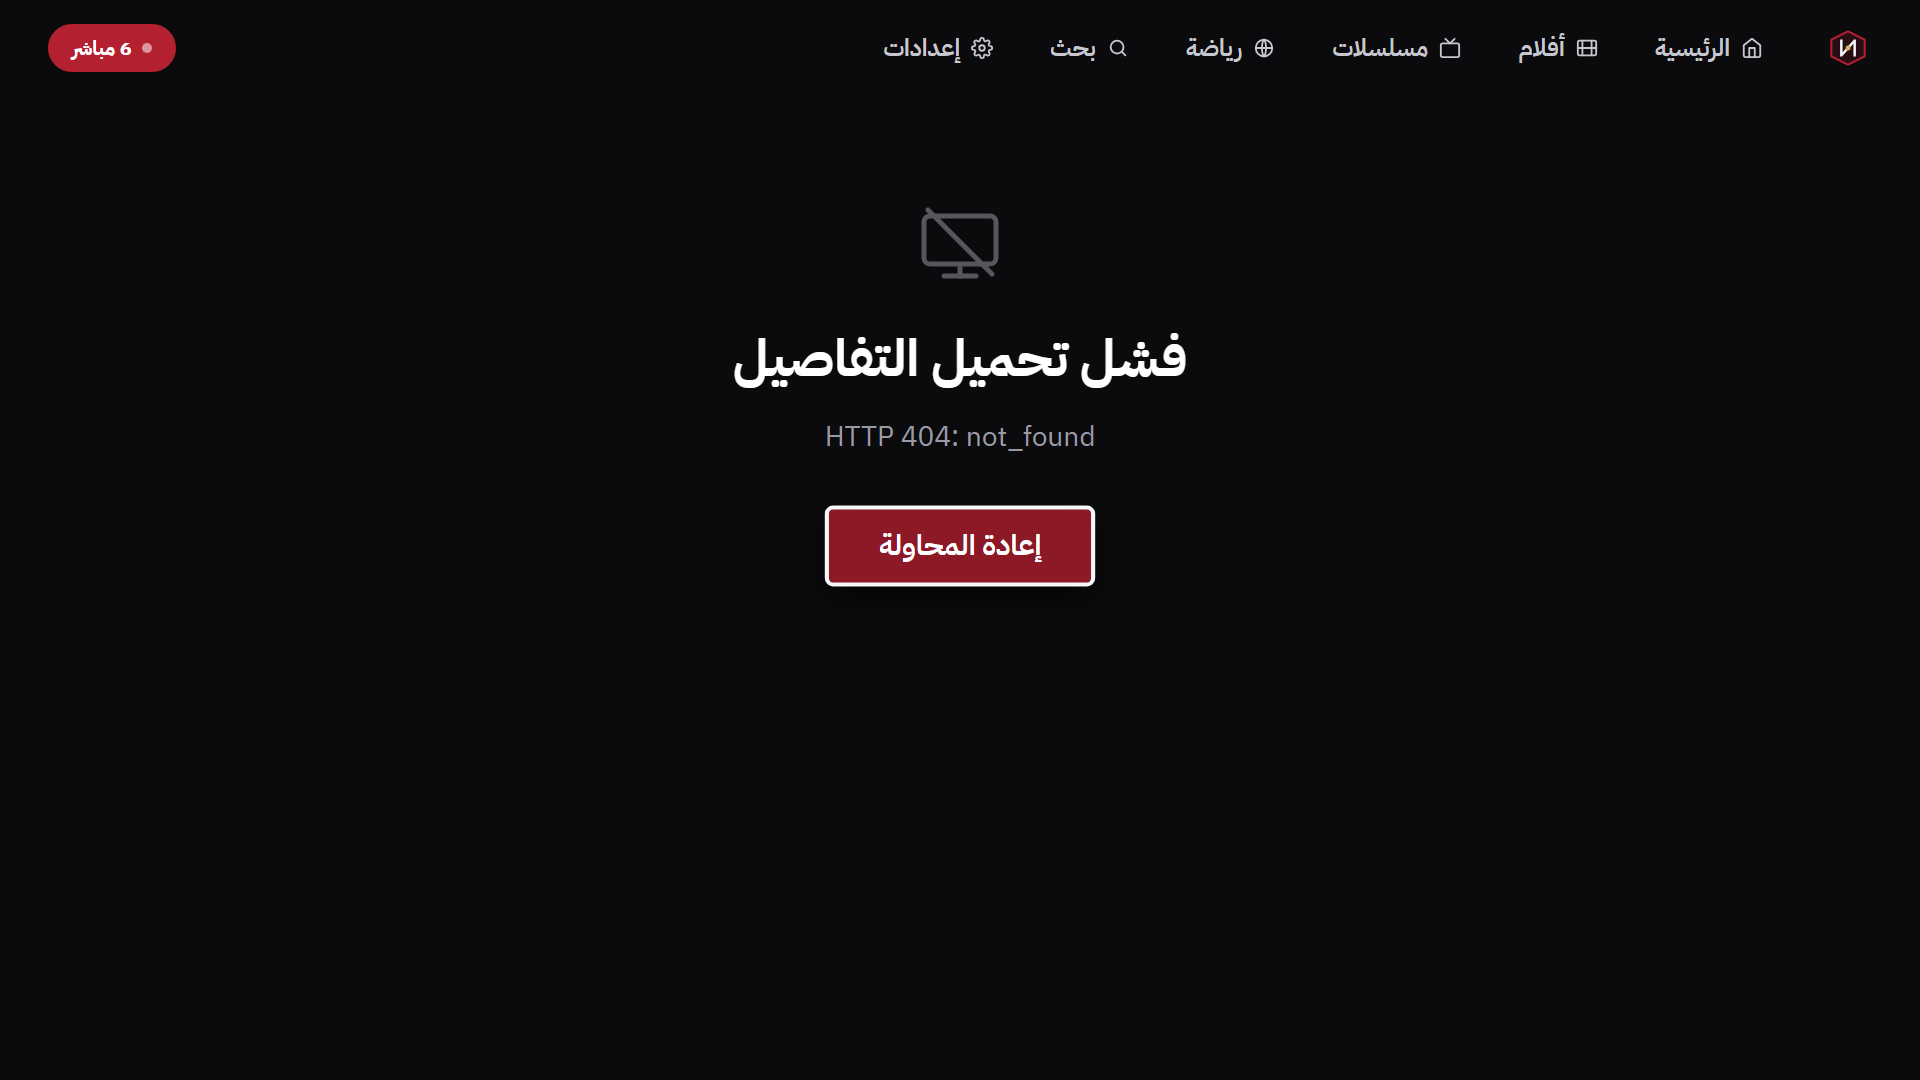 الرئيسية
أفلام
مسلسلات
رياضة
بحث
إعدادات
6 مباشر
فشل تحميل التفاصيل
HTTP 404: not_found
إعادة المحاولة